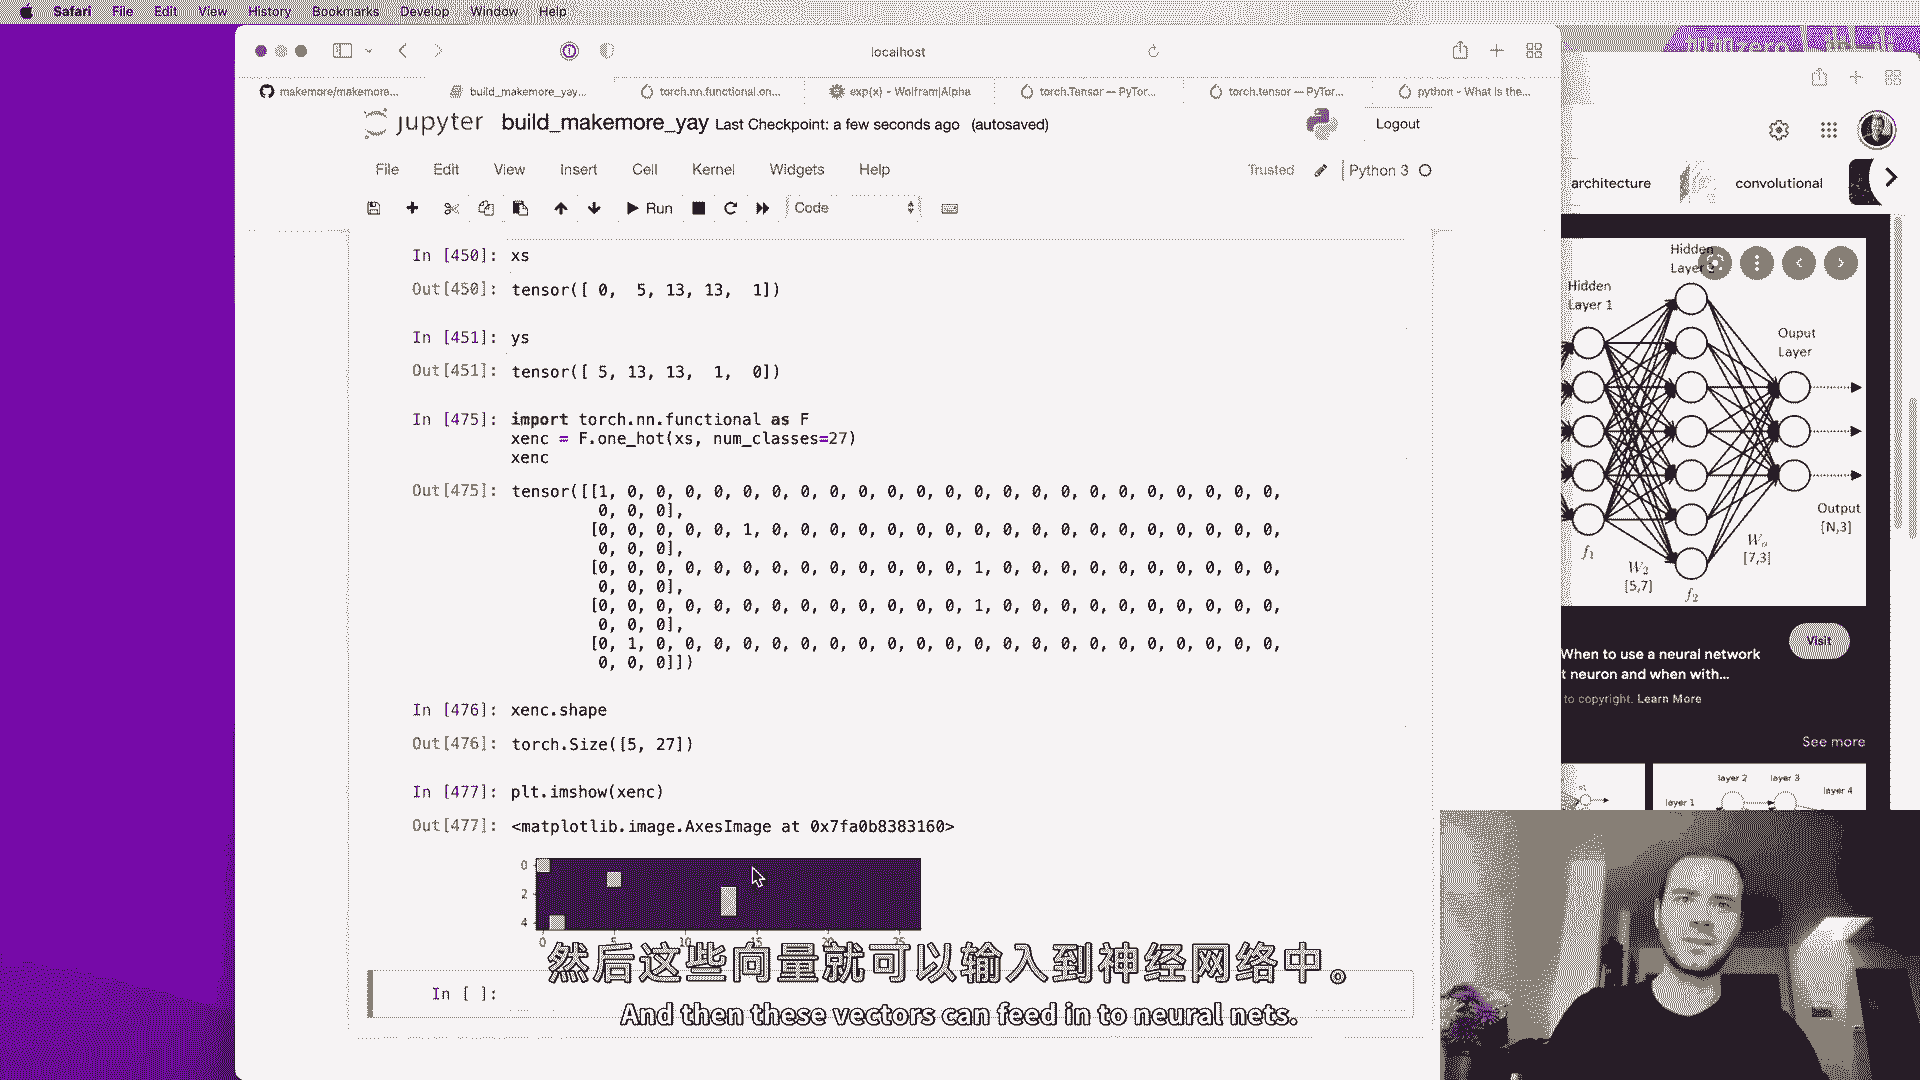 Safari File Edit View History Bookmarks Develop Window Help
localhost
makemore/makemore... build_makemore_yay... torch.nn.functional.on... exp(x) - Wolfram|Alpha torch.Tensor — PyTor... torch.tensor — PyTor... python - What is the...
jupyter build_makemore_yay Last Checkpoint: a few seconds ago (autosaved) Logout
File Edit View Insert Cell Kernel Widgets Help Trusted Python 3
Run Code
In [450]: xs
Out[450]: tensor([ 0, 5, 13, 13, 1])
In [451]: ys
Out[451]: tensor([ 5, 13, 13, 1, 0])
In [475]: import torch.nn.functional as F
xenc = F.one_hot(xs, num_classes=27)
xenc
Out[475]: tensor([[1, 0, 0, 0, 0, 0, 0, 0, 0, 0, 0, 0, 0, 0, 0, 0, 0, 0, 0, 0, 0, 0, 0, 0,
0, 0, 0],
[0, 0, 0, 0, 0, 1, 0, 0, 0, 0, 0, 0, 0, 0, 0, 0, 0, 0, 0, 0, 0, 0, 0, 0,
0, 0, 0],
[0, 0, 0, 0, 0, 0, 0, 0, 0, 0, 0, 0, 0, 1, 0, 0, 0, 0, 0, 0, 0, 0, 0, 0,
0, 0, 0],
[0, 0, 0, 0, 0, 0, 0, 0, 0, 0, 0, 0, 0, 1, 0, 0, 0, 0, 0, 0, 0, 0, 0, 0,
0, 0, 0],
[0, 1, 0, 0, 0, 0, 0, 0, 0, 0, 0, 0, 0, 0, 0, 0, 0, 0, 0, 0, 0, 0, 0, 0,
0, 0, 0]])
In [476]: xenc.shape
Out[476]: torch.Size([5, 27])
In [477]: plt.imshow(xenc)
Out[477]: <matplotlib.image.AxesImage at 0x7fa0b8383160>
0
2
4
0 5 10 15
In [ ]:
然后这些向量就可以输入到神经网络中。
And then these vectors can feed in to neural nets.
architecture convolutional
Hidden
Layer
Hidden
Layer 1
Ouput
Layer
Output
[N,3]
f1
W2
[5,7]
f2
[7,3]
Visit
When to use a neural network
t neuron and when with...
to copyright. Learn More
See more
layer 2 layer 3
layer 4
layer 1